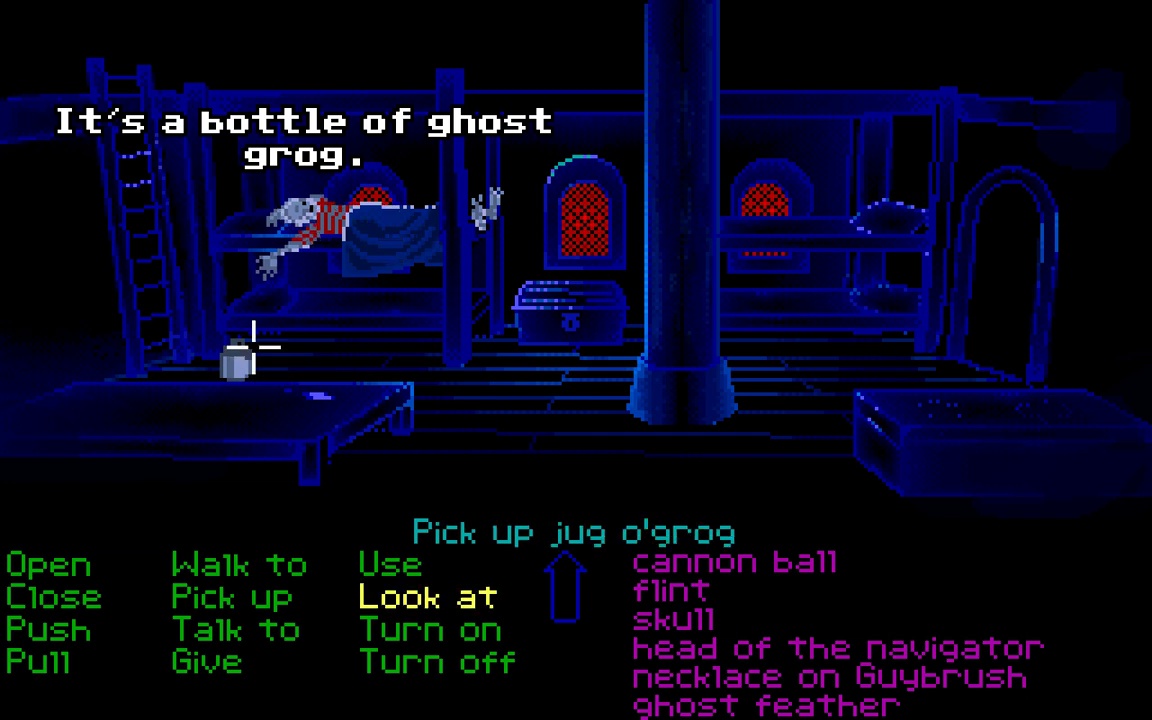 It's a bottle of ghost
grog.
Pick up jug o'grog
Open Walk to Use
Close Pick up Look at
Push Talk to Turn on
Pull Give Turn off
cannon ball
flint
skull
head of the navigator
necklace on Guybrush
ghost feather